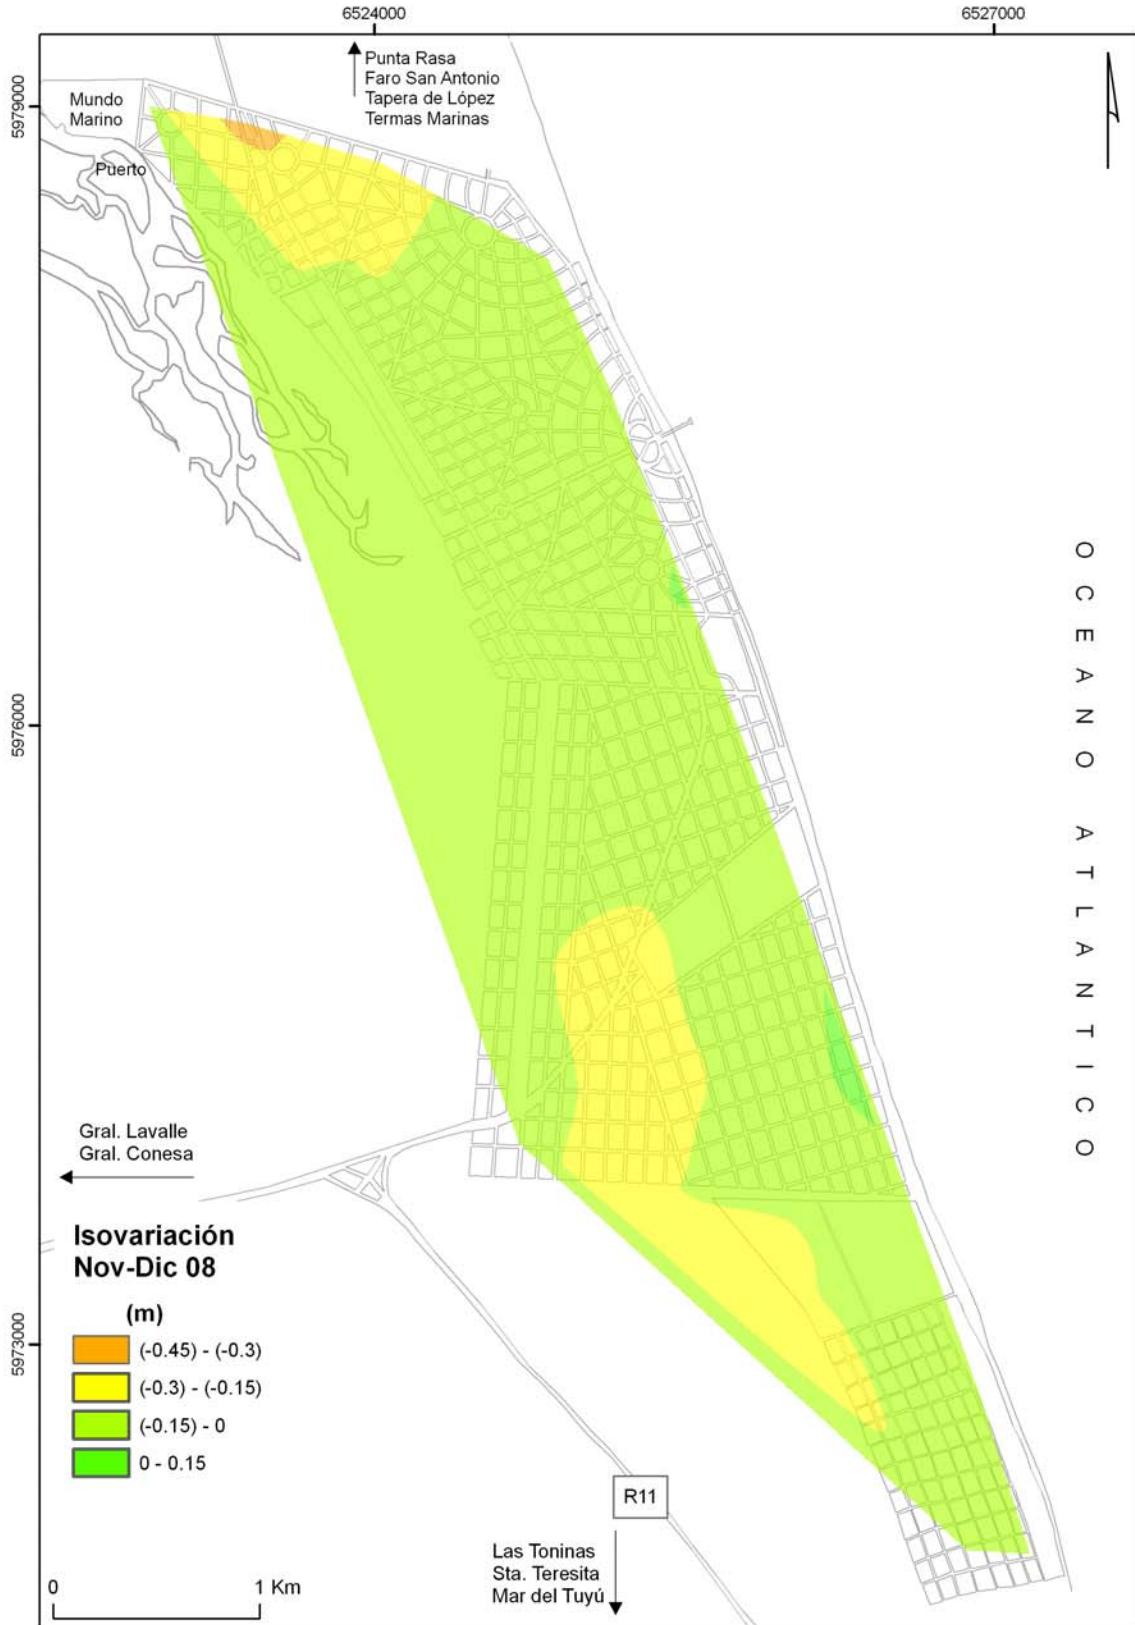 6524000
6527000
Punta Rasa
Faro San Antonio
Tapera de López
Termas Marinas
5979000
Mundo
Marino
Puerto
OCEANO ATLANTICO
5976000
Gral. Lavalle
Gral. Conesa
Isovariación
Nov-Dic 08
(m)
(-0.45) - (-0.3)
(-0.3) - (-0.15)
(-0.15) - 0
0 - 0.15
5973000
R11
Las Toninas
Sta. Teresita
Mar del Tuyú
0 1 Km